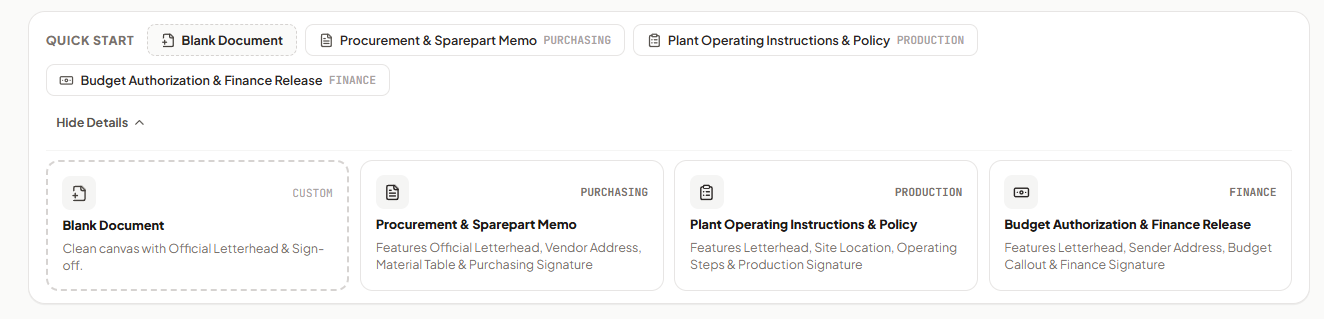 QUICK START Blank Document Procurement & Sparepart Memo PURCHASING Plant Operating Instructions & Policy PRODUCTION
Budget Authorization & Finance Release FINANCE
Hide Details
CUSTOM
Blank Document
Clean canvas with Official Letterhead & Sign-
off.
PURCHASING
Procurement & Sparepart Memo
Features Official Letterhead, Vendor Address,
Material Table & Purchasing Signature
PRODUCTION
Plant Operating Instructions & Policy
Features Letterhead, Site Location, Operating
Steps & Production Signature
FINANCE
Budget Authorization & Finance Release
Features Letterhead, Sender Address, Budget
Callout & Finance Signature